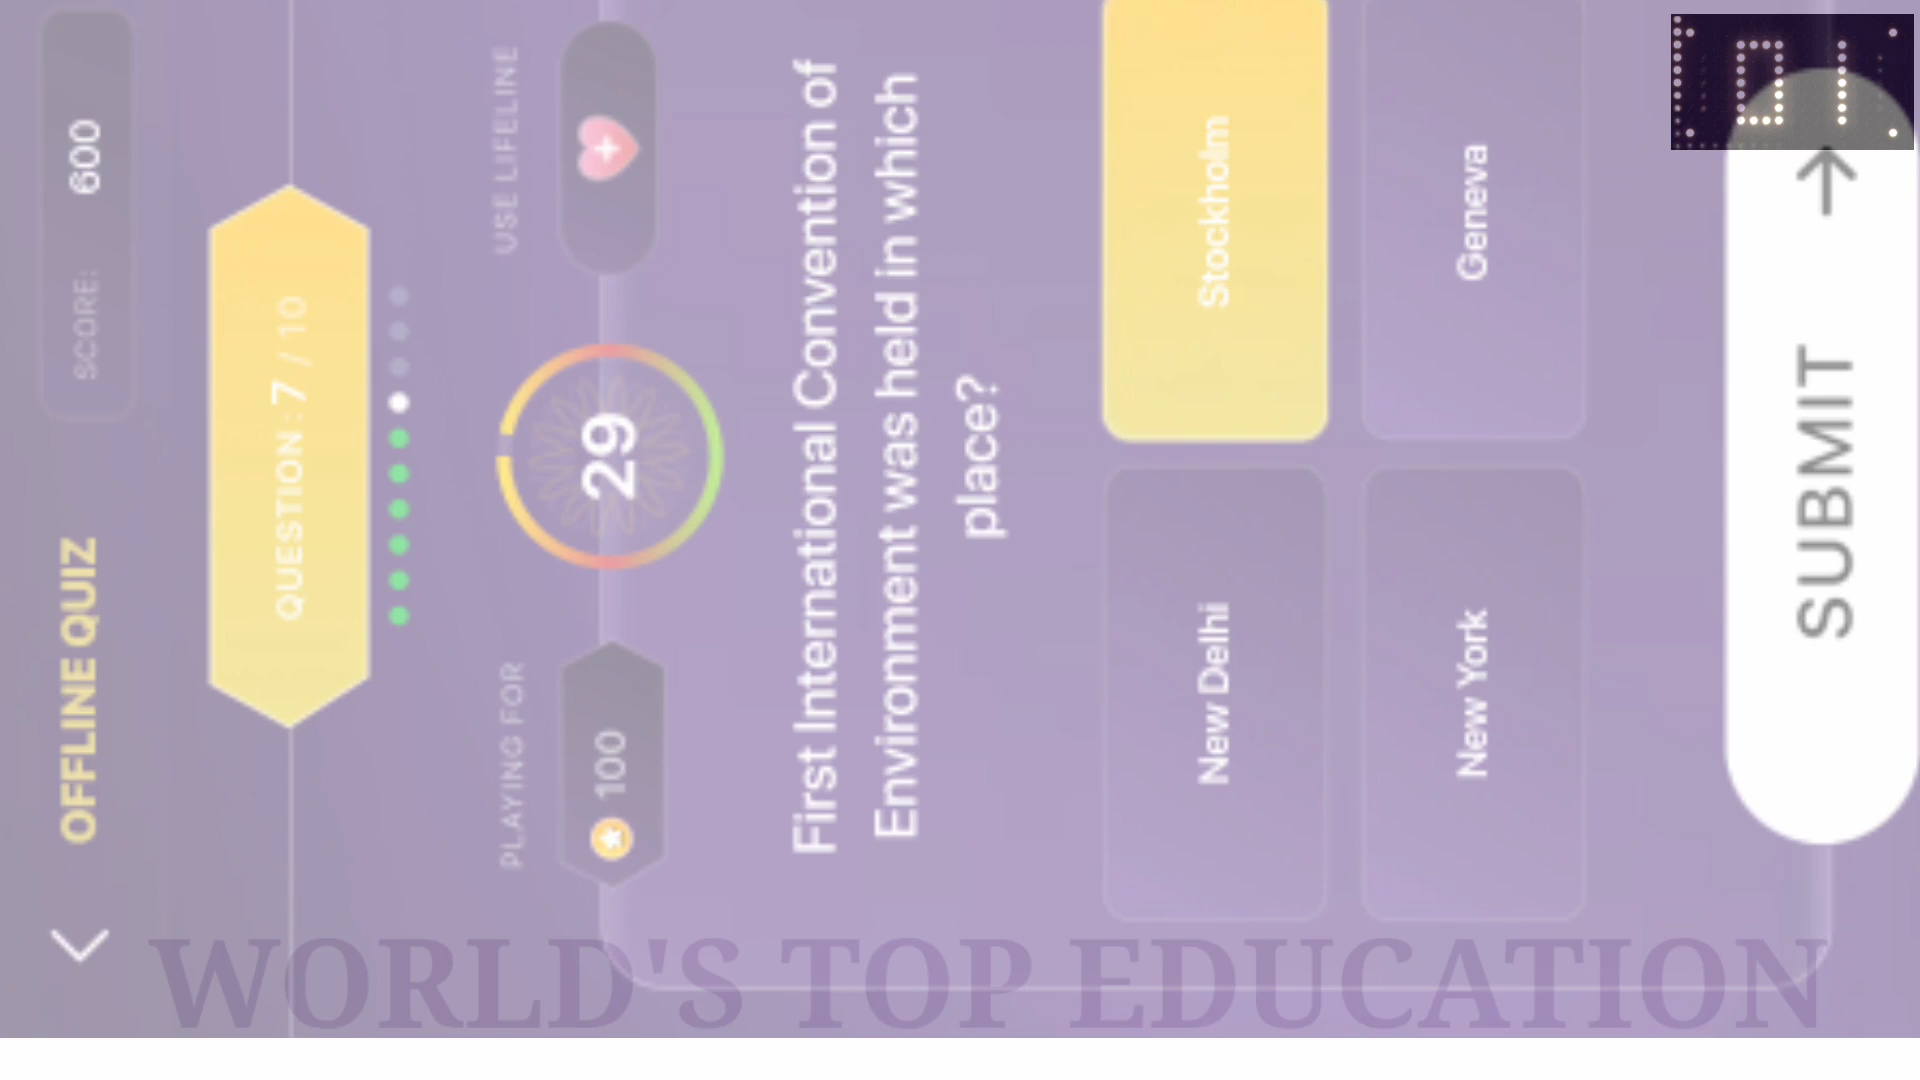 OFFLINE QUIZ
SCORE: 600
QUESTION : 7 / 10
PLAYING FOR
100
29
USE LIFELINE
First International Convention of
Environment was held in which
place?
New Delhi
Stockholm
New York
Geneva
SUBMIT
01
WORLD'S TOP EDUCATION